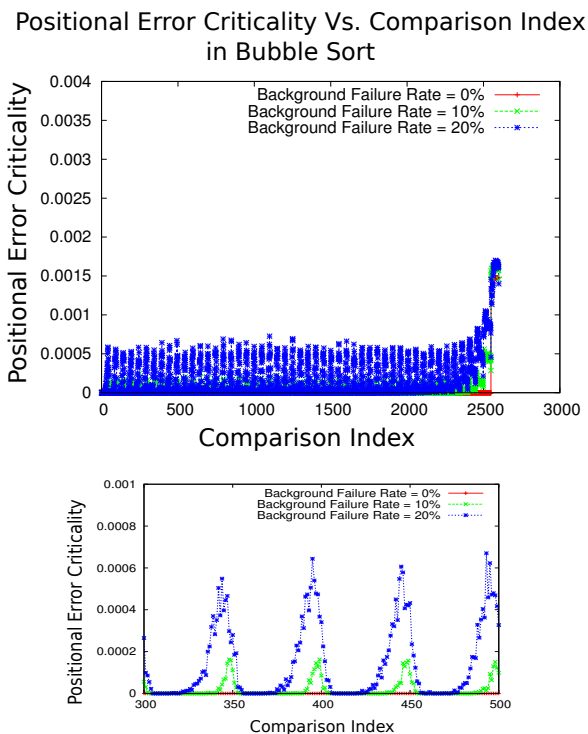 Positional Error Criticality Vs. Comparison Index
in Bubble Sort
0.004
0.0035
0.003
0.0025
0.002
0.0015
0.001
0.0005
0
Positional Error Criticality
Background Failure Rate = 0%
Background Failure Rate = 10%
Background Failure Rate = 20%
0 500 1000 1500 2000 2500 3000
Comparison Index
0.001
0.0008
0.0006
0.0004
0.0002
0
Positional Error Criticality
Background Failure Rate = 0%
Background Failure Rate = 10%
Background Failure Rate = 20%
300 350 400 450 500
Comparison Index